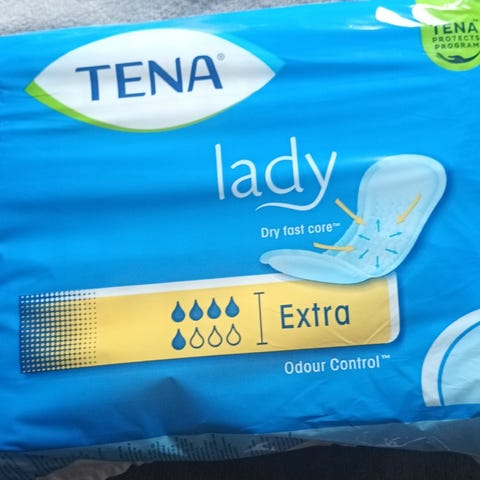 TENA®
TENA
PROTECTS
PROGRAM
lady
Dry fast core™
Extra
Odour Control™